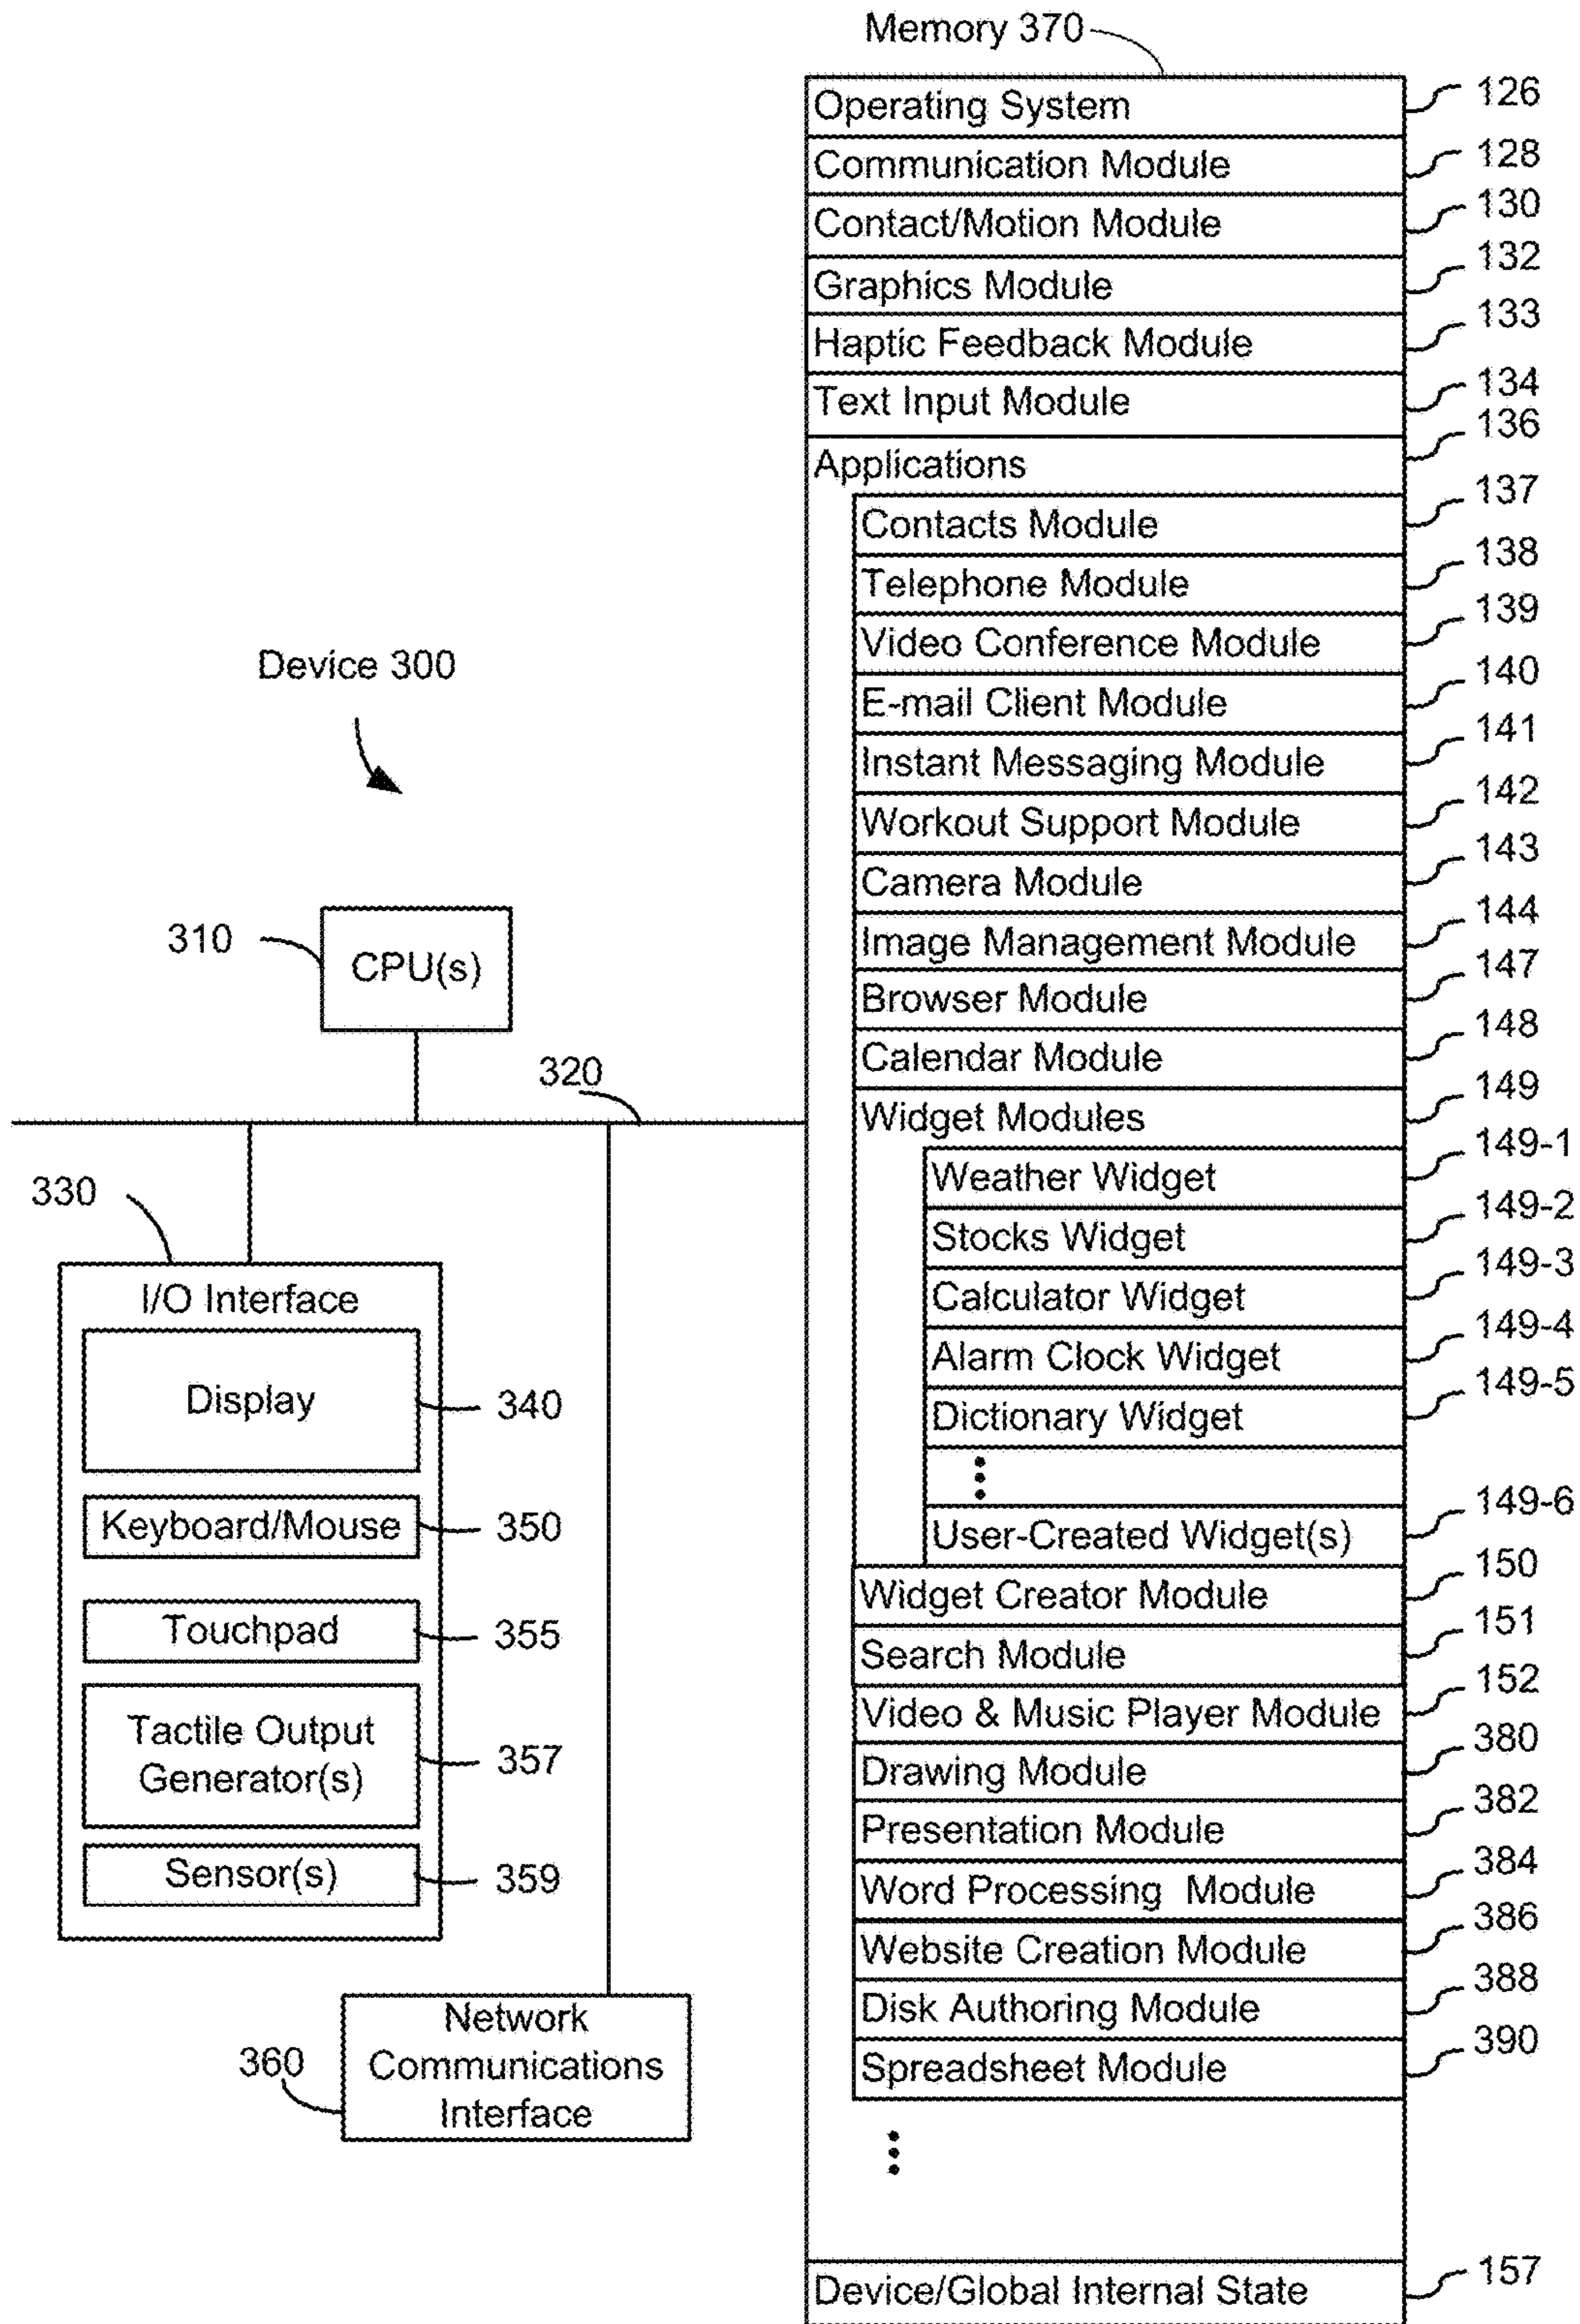 Memory 370
Operating System 126
Communication Module 128
Contact/Motion Module 130
Graphics Module 132
Haptic Feedback Module 133
Text Input Module 134
Applications 136
Contacts Module 137
Telephone Module 138
Video Conference Module 139
E-mail Client Module 140
Instant Messaging Module 141
Workout Support Module 142
Camera Module 143
Image Management Module 144
Browser Module 147
Calendar Module 148
Widget Modules 149
Weather Widget 149-1
Stocks Widget 149-2
Calculator Widget 149-3
Alarm Clock Widget 149-4
Dictionary Widget 149-5
User-Created Widget(s) 149-6
Widget Creator Module 150
Search Module 151
Video & Music Player Module 152
Drawing Module 380
Presentation Module 382
Word Processing Module 384
Website Creation Module 386
Disk Authoring Module 388
Spreadsheet Module 390
Device/Global Internal State 157
Device 300
310
CPU(s)
320
330
I/O Interface
Display 340
Keyboard/Mouse 350
Touchpad 355
Tactile Output
Generator(s) 357
Sensor(s) 359
360
Network
Communications
Interface